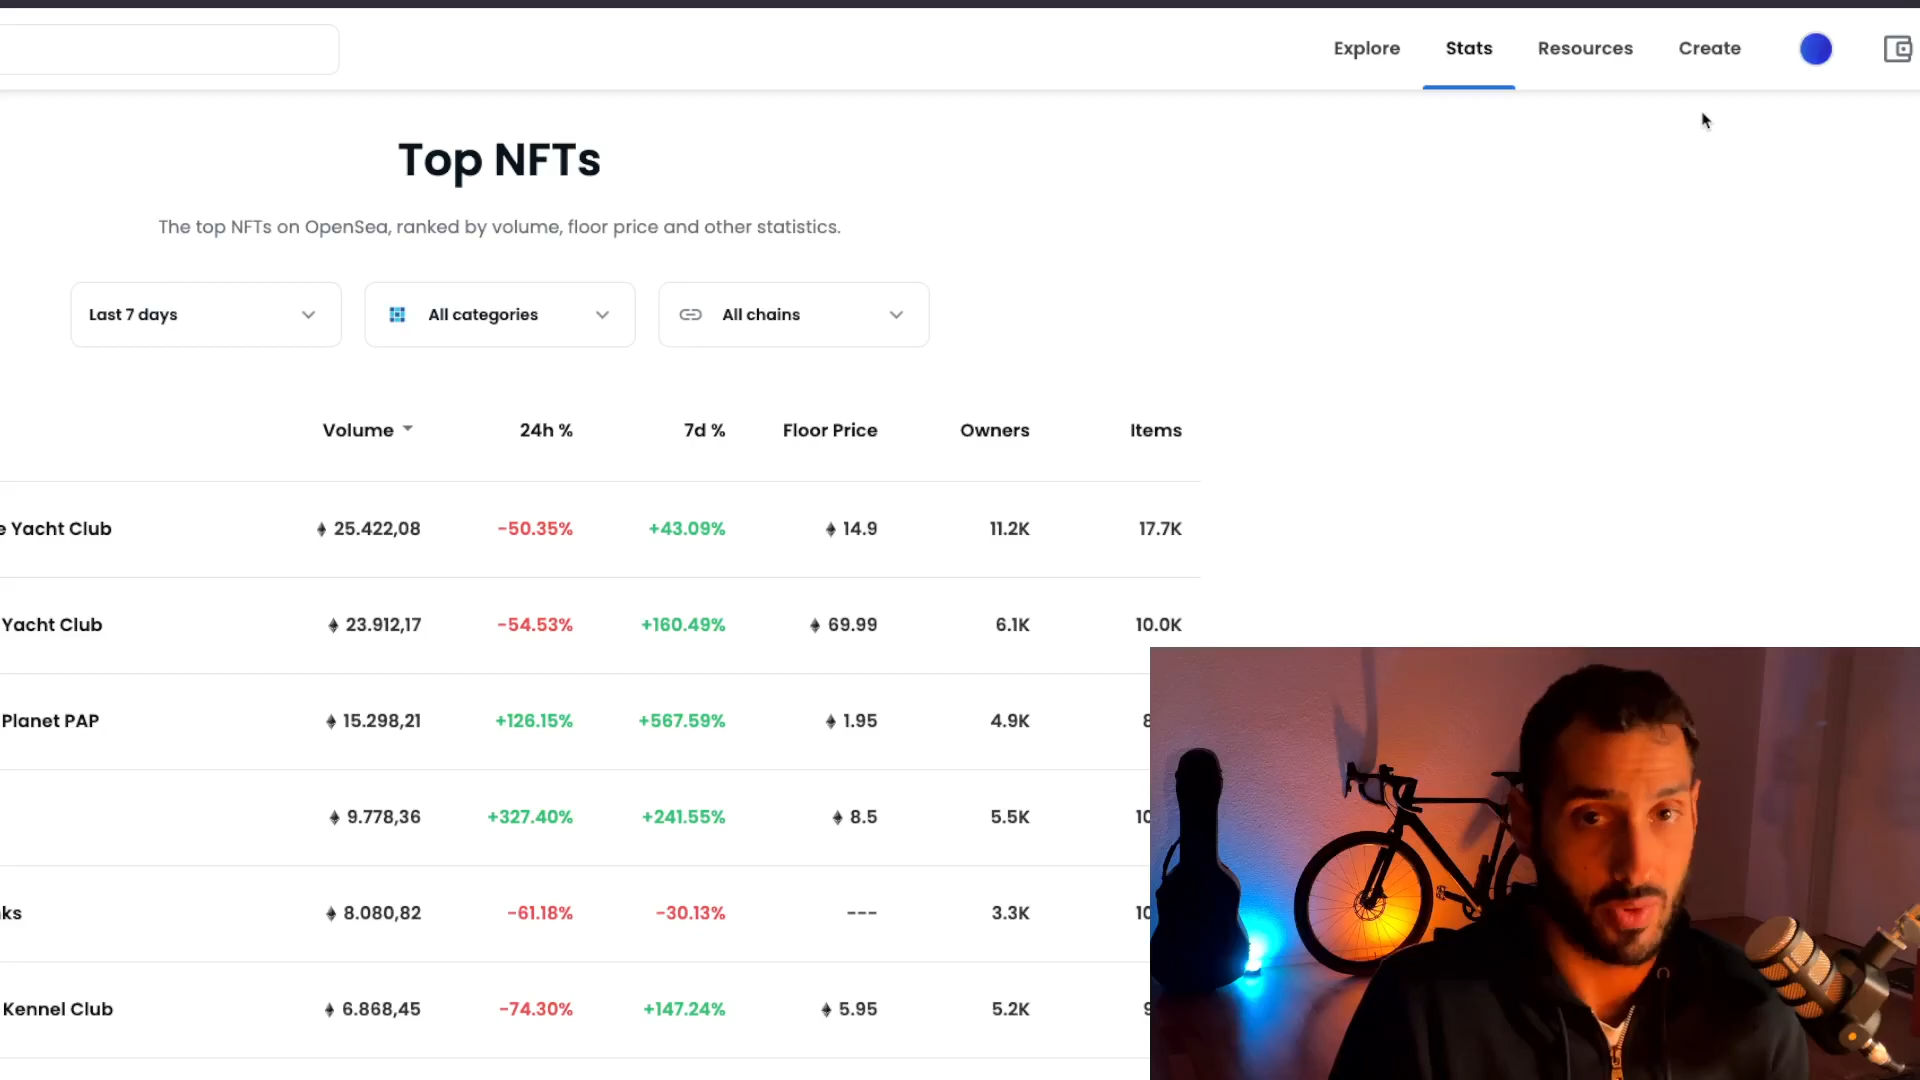 Explore Stats Resources Create
Top NFTs
The top NFTs on OpenSea, ranked by volume, floor price and other statistics.
Last 7 days All categories All chains
Volume 24h % 7d % Floor Price Owners Items
e Yacht Club 25.422,08 -50.35% +43.09% 14.9 11.2K 17.7K
Yacht Club 23.912,17 -54.53% +160.49% 69.99 6.1K 10.0K
Planet PAP 15.298,21 +126.15% +567.59% 1.95 4.9K 8
9.778,36 +327.40% +241.55% 8.5 5.5K 10
ks 8.080,82 -61.18% -30.13% --- 3.3K 10
Kennel Club 6.868,45 -74.30% +147.24% 5.95 5.2K 9